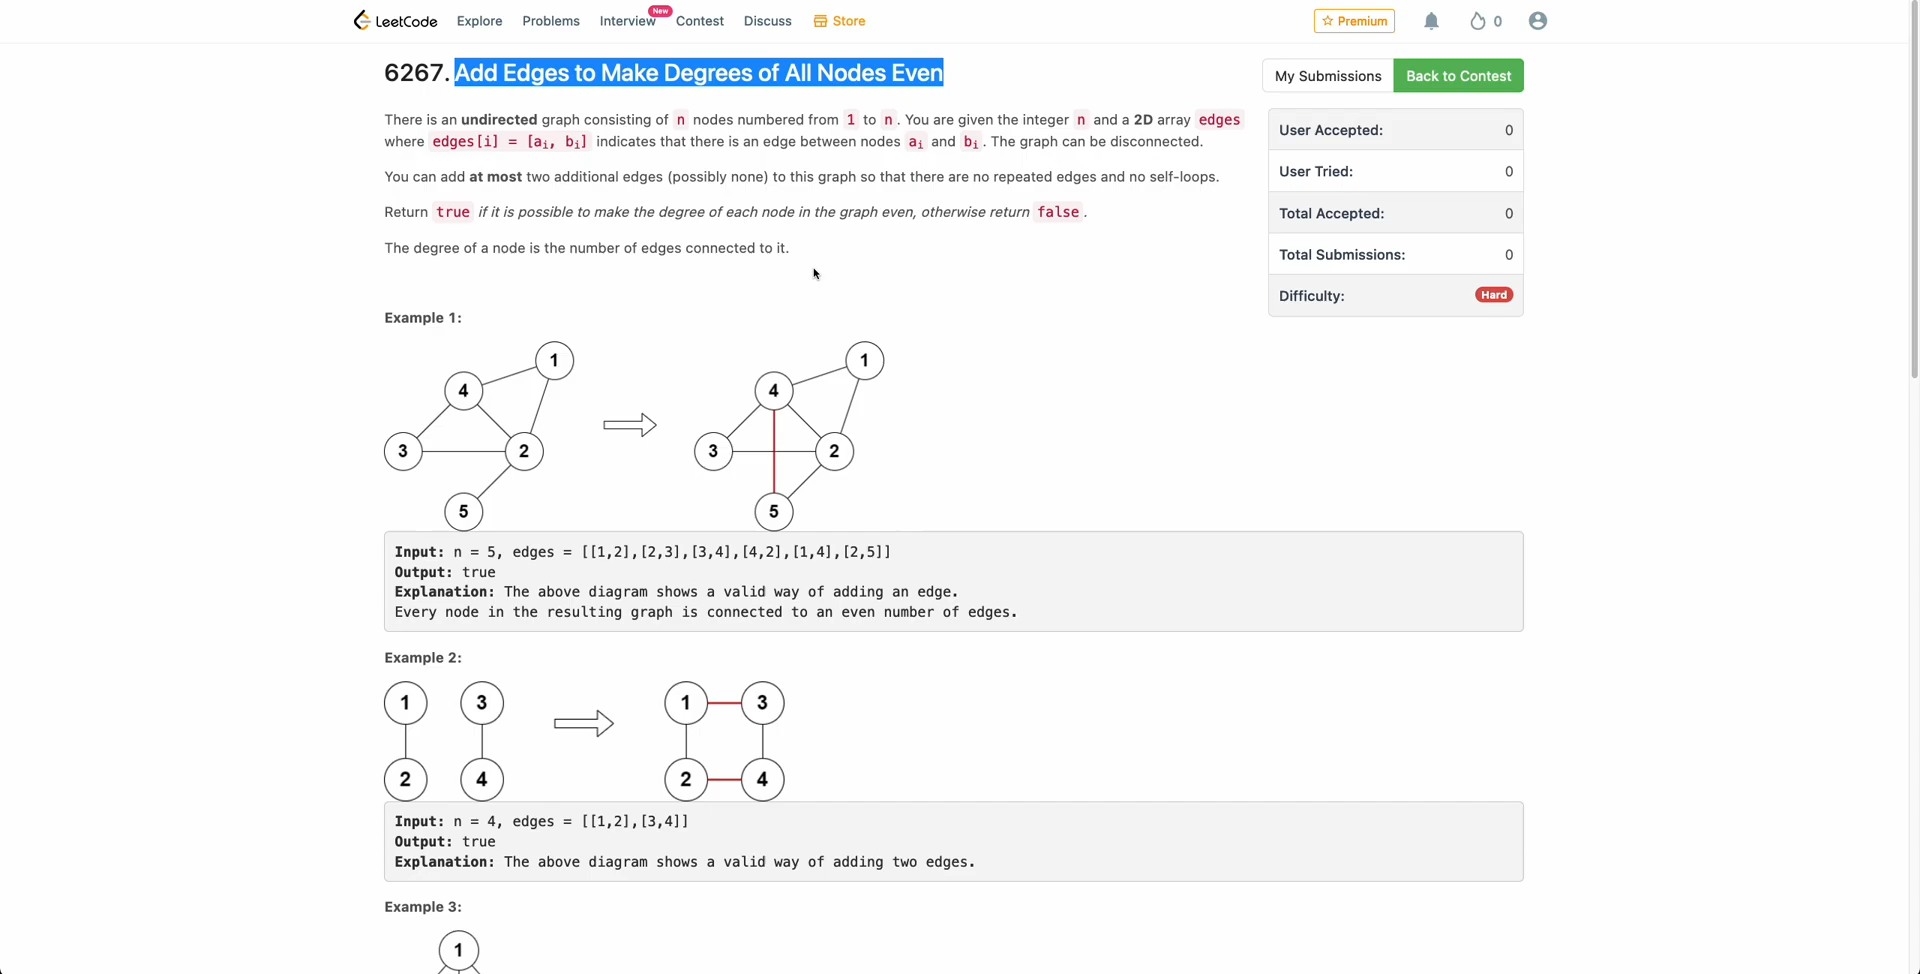 LeetCode Explore Problems Interview New Contest Discuss Store Premium 0
6267. Add Edges to Make Degrees of All Nodes Even
My Submissions Back to Contest
There is an undirected graph consisting of n nodes numbered from 1 to n. You are given the integer n and a 2D array edges
where edges[i] = [ai, bi] indicates that there is an edge between nodes ai and bi. The graph can be disconnected.
You can add at most two additional edges (possibly none) to this graph so that there are no repeated edges and no self-loops.
Return true if it is possible to make the degree of each node in the graph even, otherwise return false.
The degree of a node is the number of edges connected to it.
User Accepted: 0
User Tried: 0
Total Accepted: 0
Total Submissions: 0
Difficulty: Hard
Example 1:
1 1
4 4
3 2 3 2
5 5
Input: n = 5, edges = [[1,2],[2,3],[3,4],[4,2],[1,4],[2,5]]
Output: true
Explanation: The above diagram shows a valid way of adding an edge.
Every node in the resulting graph is connected to an even number of edges.
Example 2:
1 3 1 3
2 4 2 4
Input: n = 4, edges = [[1,2],[3,4]]
Output: true
Explanation: The above diagram shows a valid way of adding two edges.
Example 3:
1